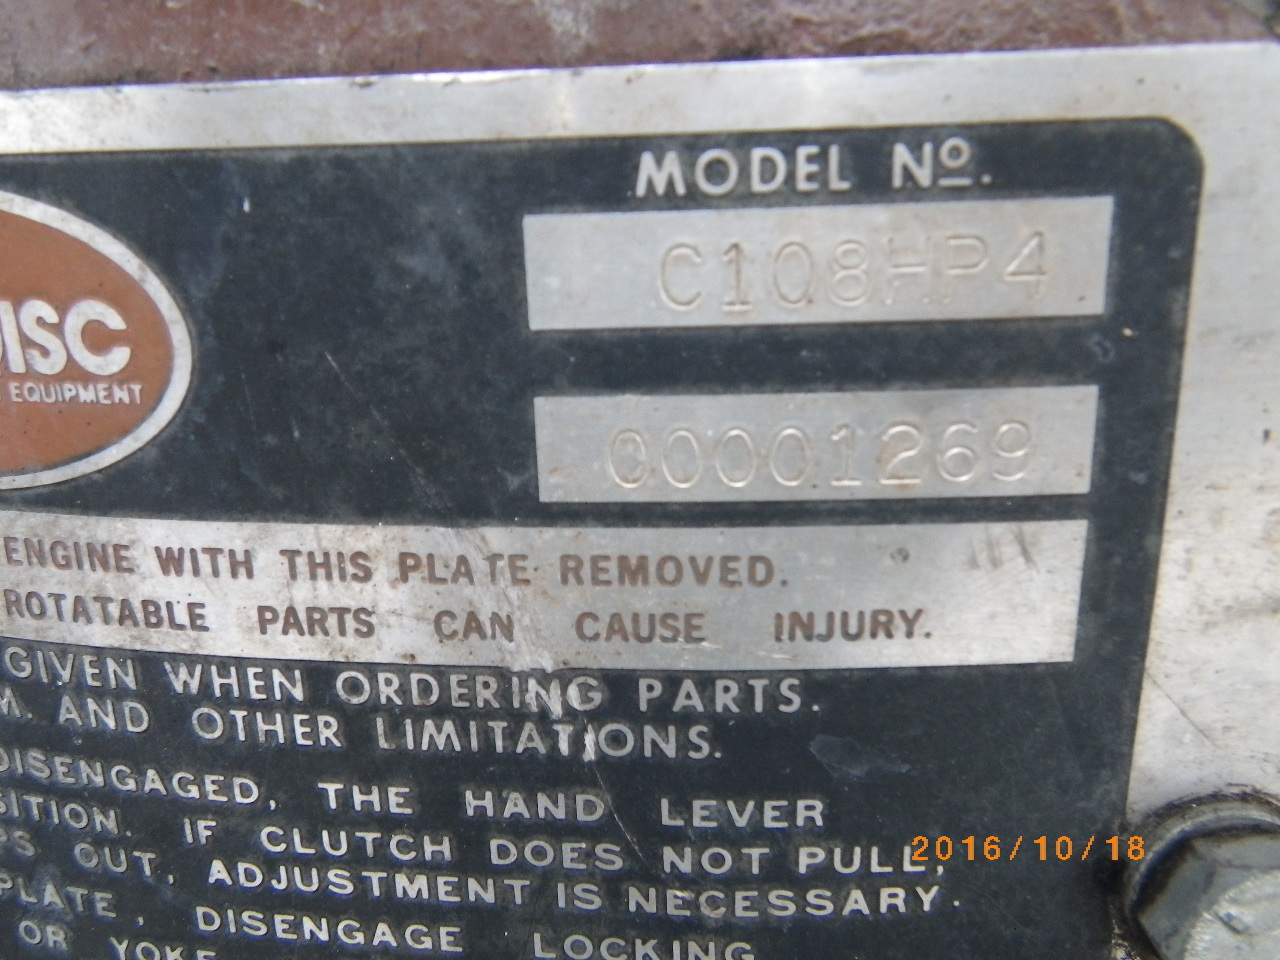 MODEL Nº.
C108HP4
ISC
EQUIPMENT
00001269
ENGINE WITH THIS PLATE REMOVED.
ROTATABLE PARTS CAN CAUSE INJURY.
GIVEN WHEN ORDERING PARTS.
M. AND OTHER LIMITATIONS.
DISENGAGED, THE HAND LEVER
SITION. IF CLUTCH DOES NOT PULL,
PS OUT, ADJUSTMENT IS NECESSARY.
PLATE, DISENGAGE LOCKING
OR YOKE
2016/10/18